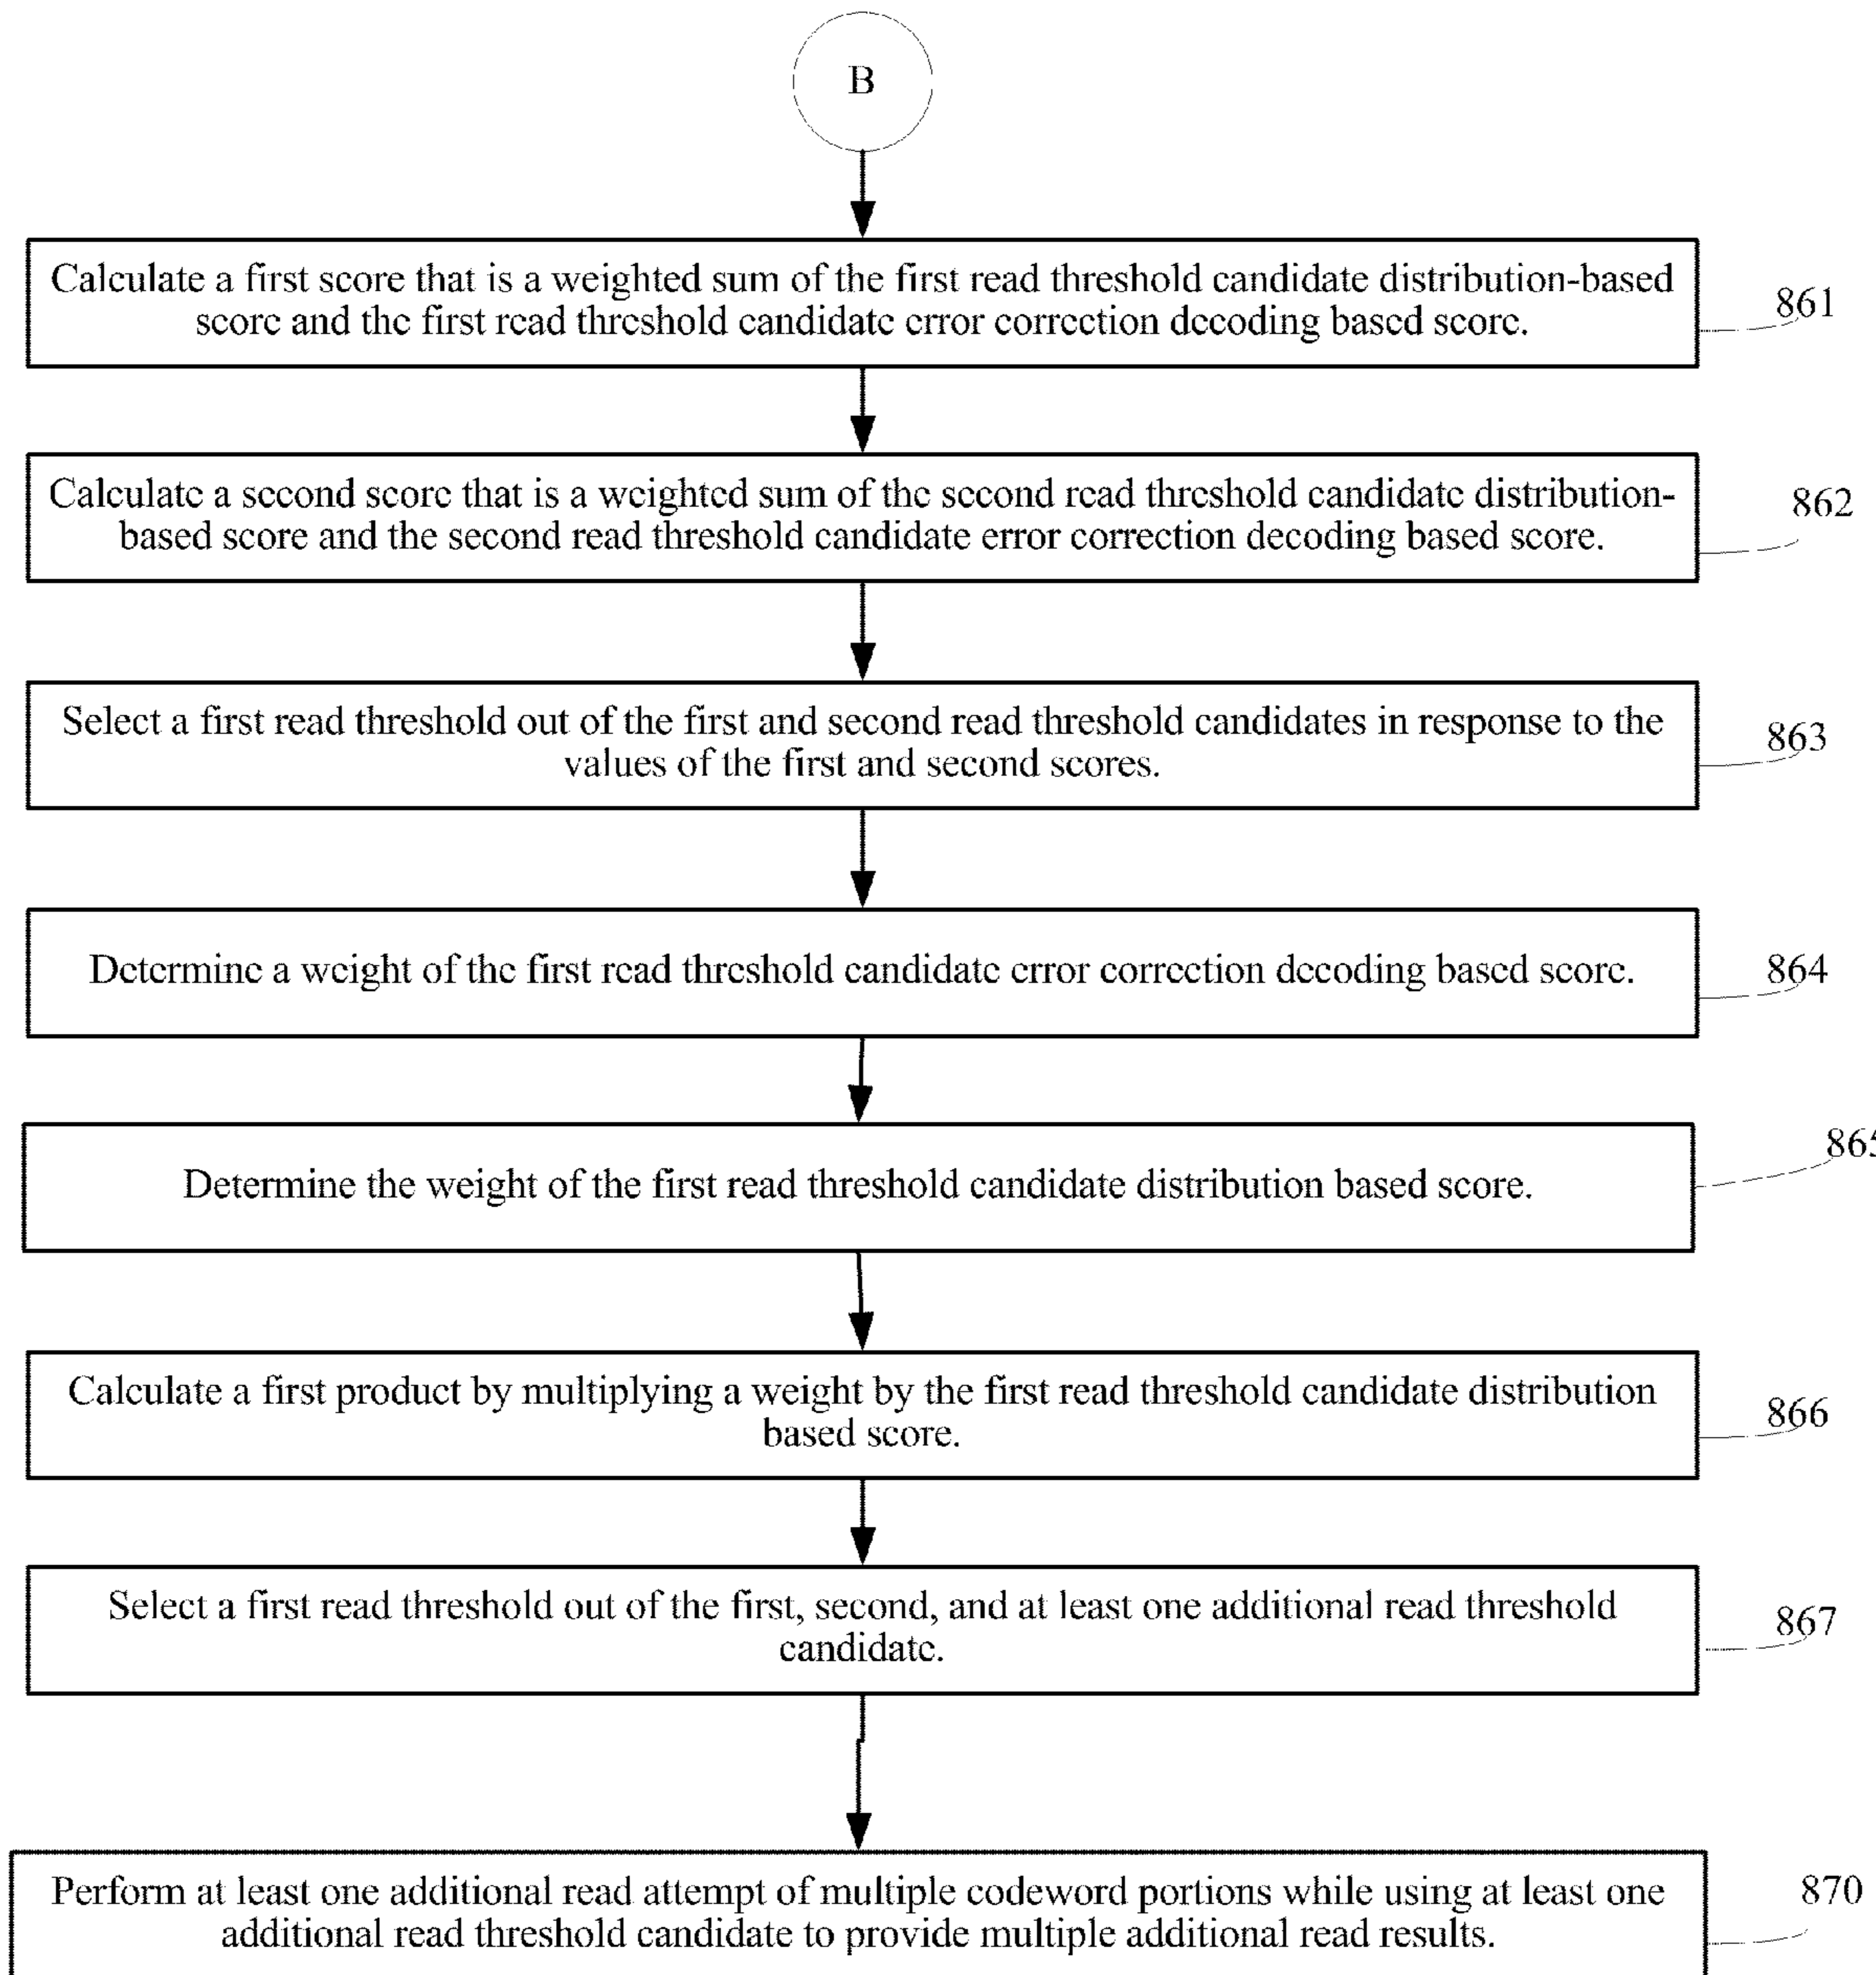 B
Calculate a first score that is a weighted sum of the first read threshold candidate distribution-based
score and the first read threshold candidate error correction decoding based score.
861
Calculate a second score that is a weighted sum of the second read threshold candidate distribution-
based score and the second read threshold candidate error correction decoding based score.
862
Select a first read threshold out of the first and second read threshold candidates in response to the
values of the first and second scores.
863
Determine a weight of the first read threshold candidate error correction decoding based score.
864
Determine the weight of the first read threshold candidate distribution based score.
865
Calculate a first product by multiplying a weight by the first read threshold candidate distribution
based score.
866
Select a first read threshold out of the first, second, and at least one additional read threshold
candidate.
867
Perform at least one additional read attempt of multiple codeword portions while using at least one
additional read threshold candidate to provide multiple additional read results.
870